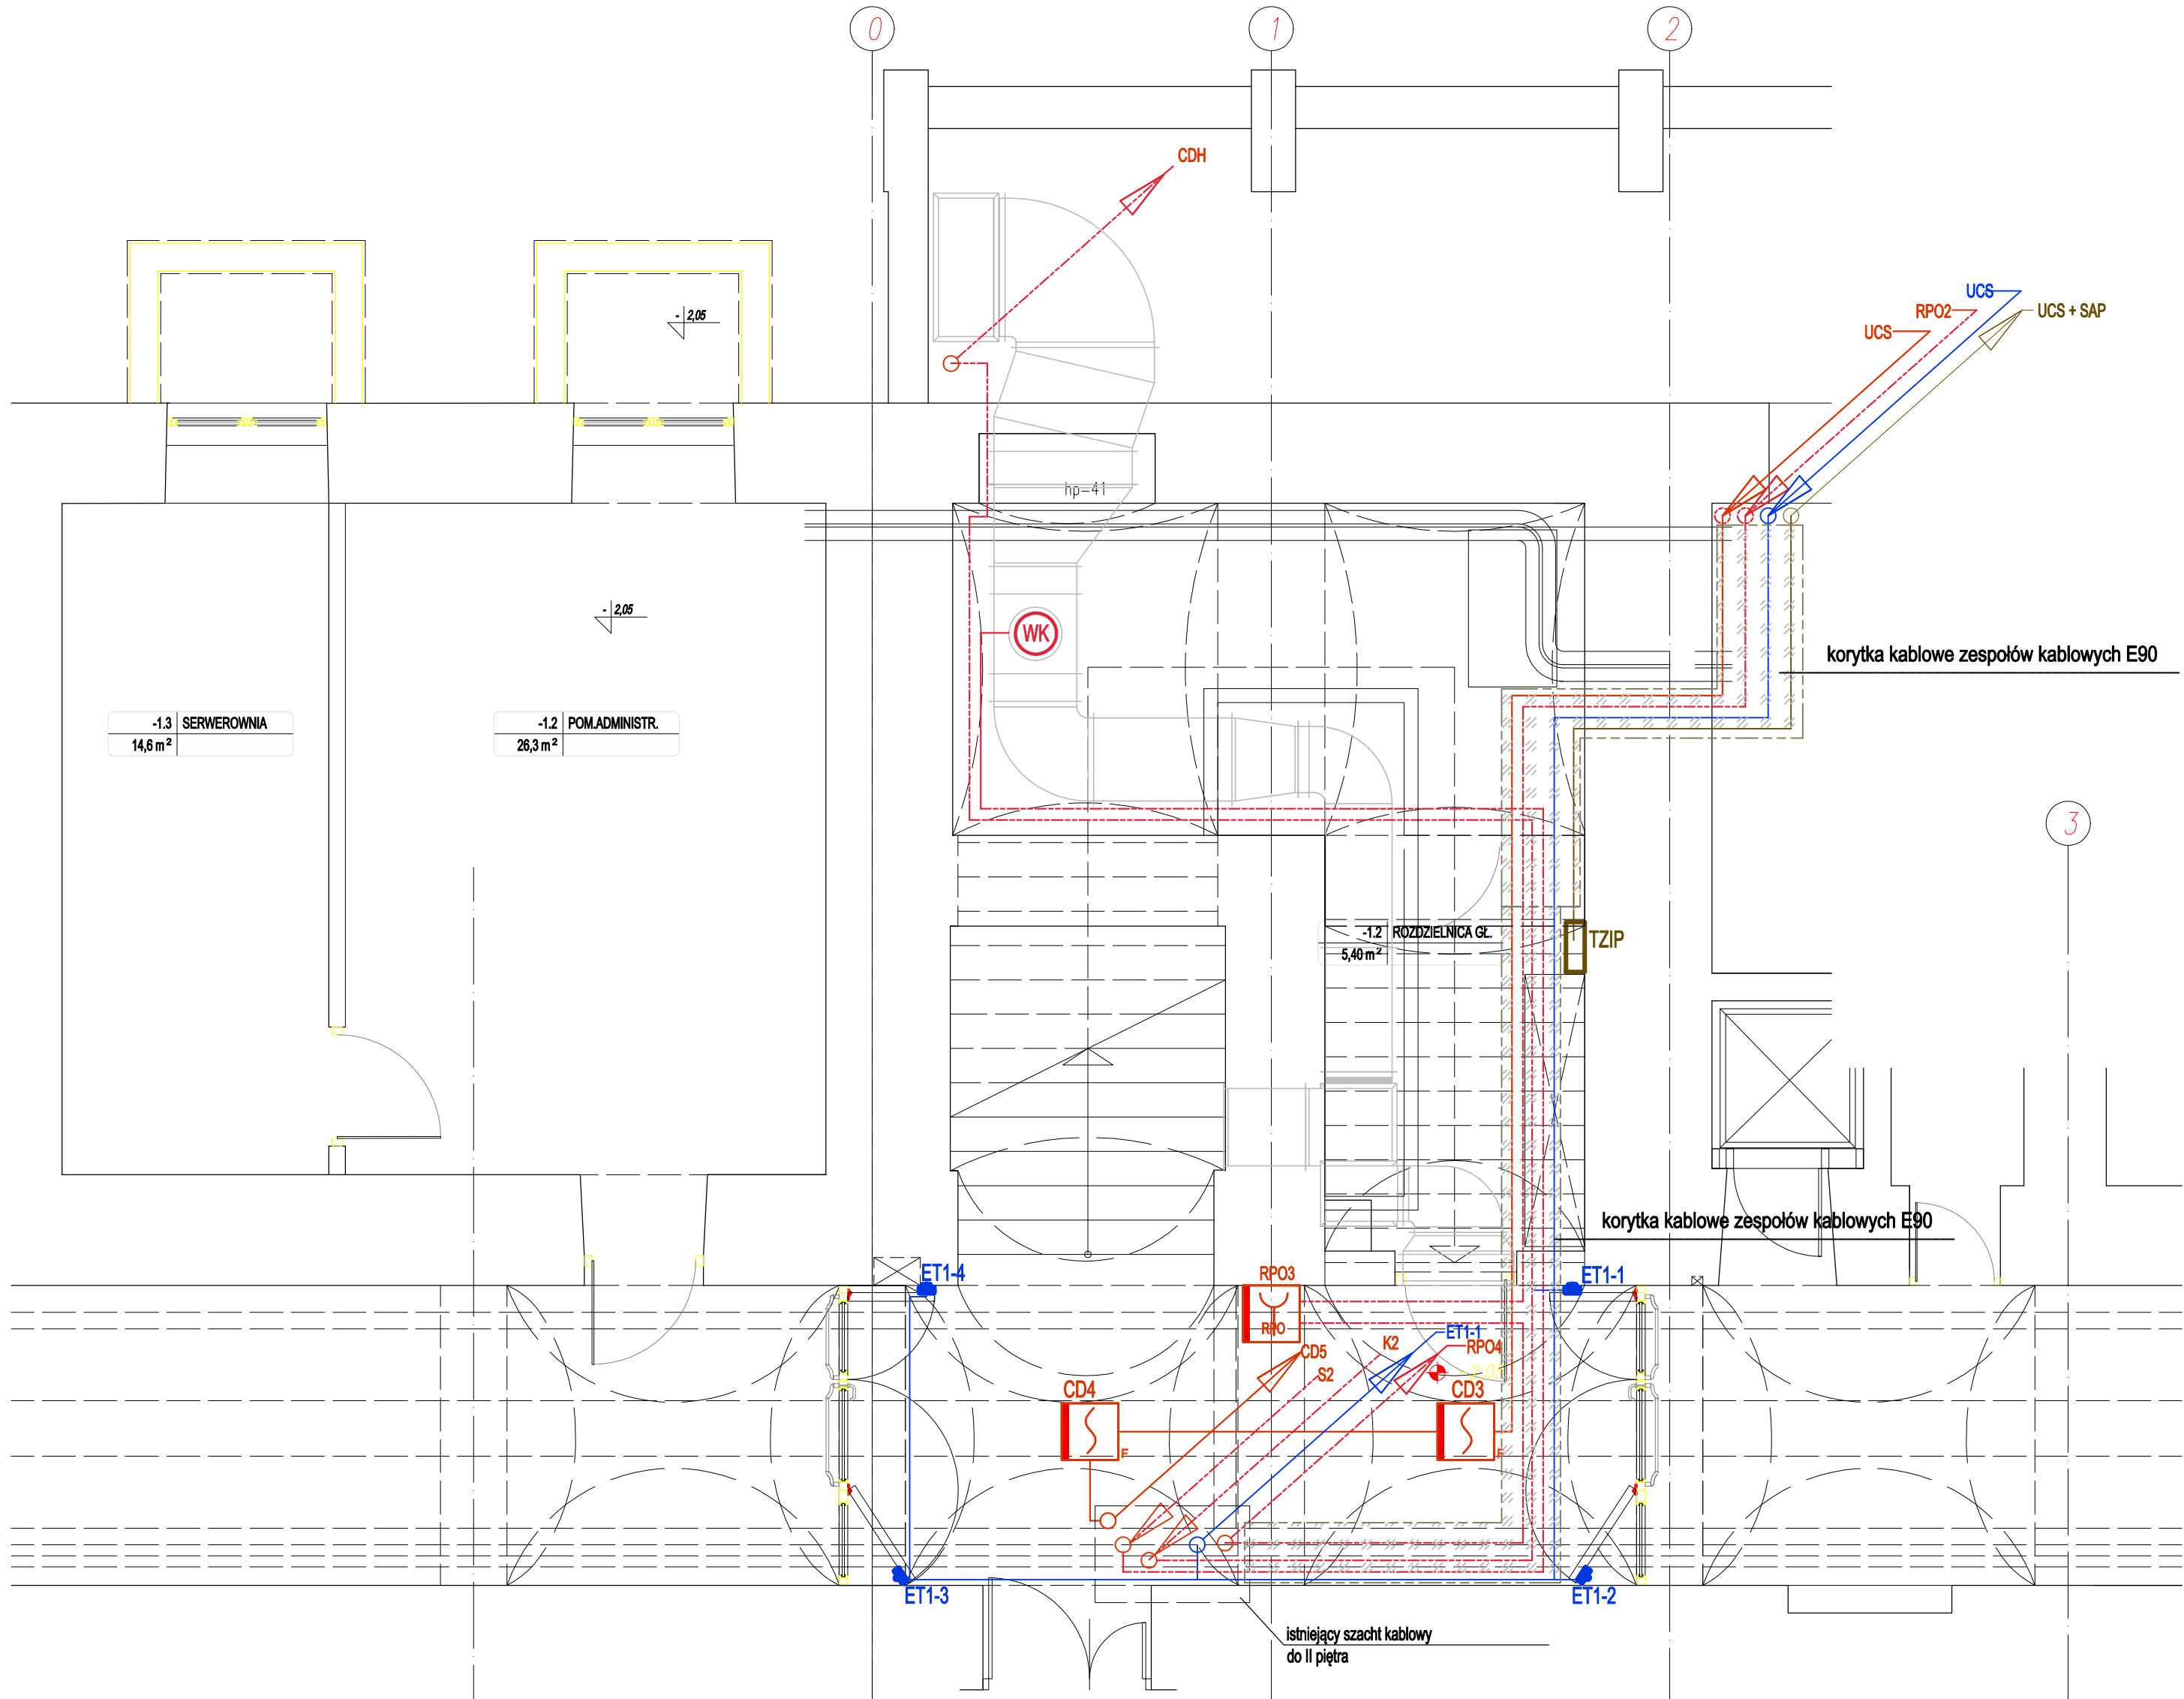 0
1
2
CDH
- 2,05
UCS
RPO2
UCS + SAP
UCS
hp-41
- 2,05
WK
korytka kablowe zespołów kablowych E90
-1.3 SERWEROWNIA
14,6 m²
-1.2 POM.ADMINISTR.
26,3 m²
3
-1.2 ROZDZIELNICA GŁ.
5,40 m²
TZIP
korytka kablowe zespołów kablowych E90
ET1-4
RPO3
ET1-1
RPO
ET1-1
K2
RPO4
CD5
S2
CD4
CD3
F
F
ET1-3
ET1-2
istniejący szacht kablowy
do II piętra